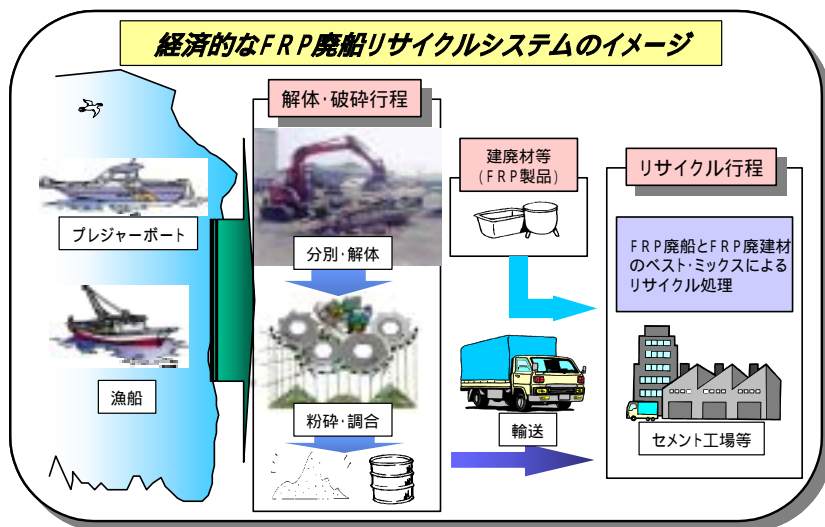 経済的なFRP廃船リサイクルシステムのイメージ
解体・破砕行程
プレジャーボート
漁船
分別・解体
粉砕・調合
建廃材等
(FRP製品)
輸送
リサイクル行程
FRP廃船とFRP廃建材
のベスト・ミックスによる
リサイクル処理
セメント工場等